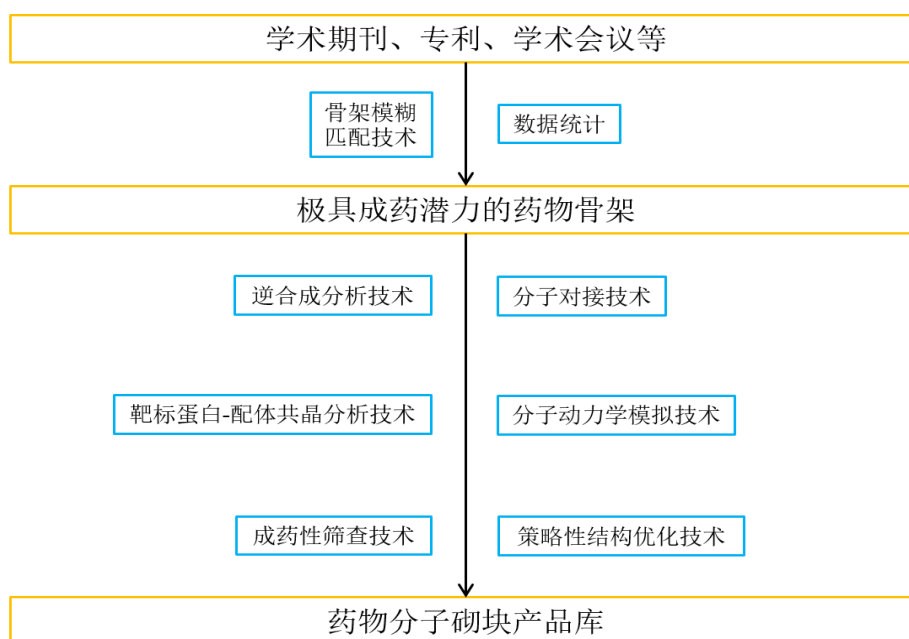 学术期刊、专利、学术会议等
骨架模糊
匹配技术
数据统计
极具成药潜力的药物骨架
逆合成分析技术
分子对接技术
靶标蛋白-配体共晶分析技术
分子动力学模拟技术
成药性筛查技术
策略性结构优化技术
药物分子砌块产品库